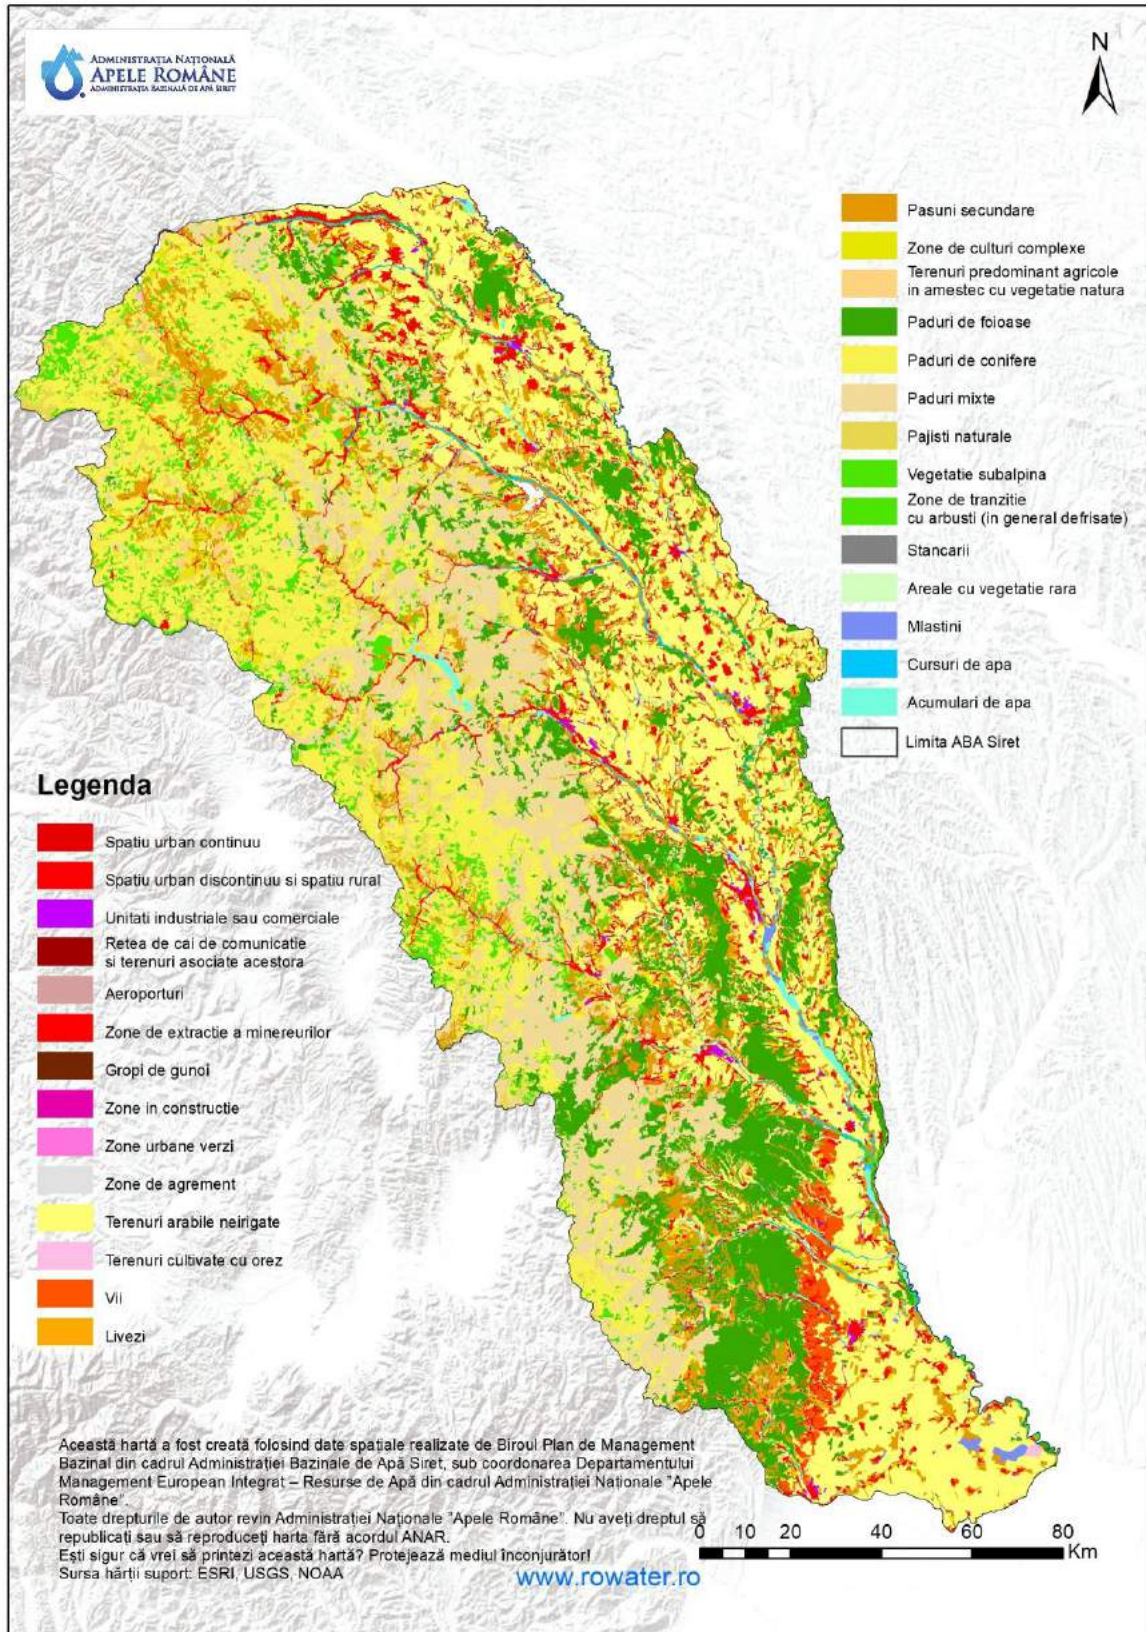 ADMINISTRAȚIA NAȚIONALĂ
APELE ROMÂNE
ADMINISTRAȚIA BAZINALĂ DE APĂ SIRET
N
Pasuni secundare
Zone de culturi complexe
Terenuri predominant agricole
in amestec cu vegetatie natura
Paduri de foioase
Paduri de conifere
Paduri mixte
Pajisti naturale
Vegetatie subalpina
Zone de tranzitie
cu arbusti (in general defrisate)
Stancarii
Areale cu vegetatie rara
Mlastini
Cursuri de apa
Acumulari de apa
Limita ABA Siret
Legenda
Spatiu urban continuu
Spatiu urban discontinuu si spatiu rural
Unitati industriale sau comerciale
Retea de cai de comunicatie
si terenuri asociate acestora
Aeroporturi
Zone de extractie a minereurilor
Gropi de gunoi
Zone in constructie
Zone urbane verzi
Zone de agrement
Terenuri arabile neirigate
Terenuri cultivate cu orez
Vii
Livezi
Această hartă a fost creată folosind date spațiale realizate de Biroul Plan de Management
Bazinal din cadrul Administrației Bazinale de Apă Siret, sub coordonarea Departamentului
Management European Integrat – Resurse de Apă din cadrul Administrației Naționale "Apele
Române".
Toate drepturile de autor revin Administrației Naționale "Apele Române". Nu aveți dreptul să
republicați sau să reproduceți harta fără acordul ANAR.
Ești sigur că vrei să printezi această hartă? Protejează mediul înconjurător!
Sursa hărții suport: ESRI, USGS, NOAA
www.rowater.ro
0 10 20 40 60 80
Km